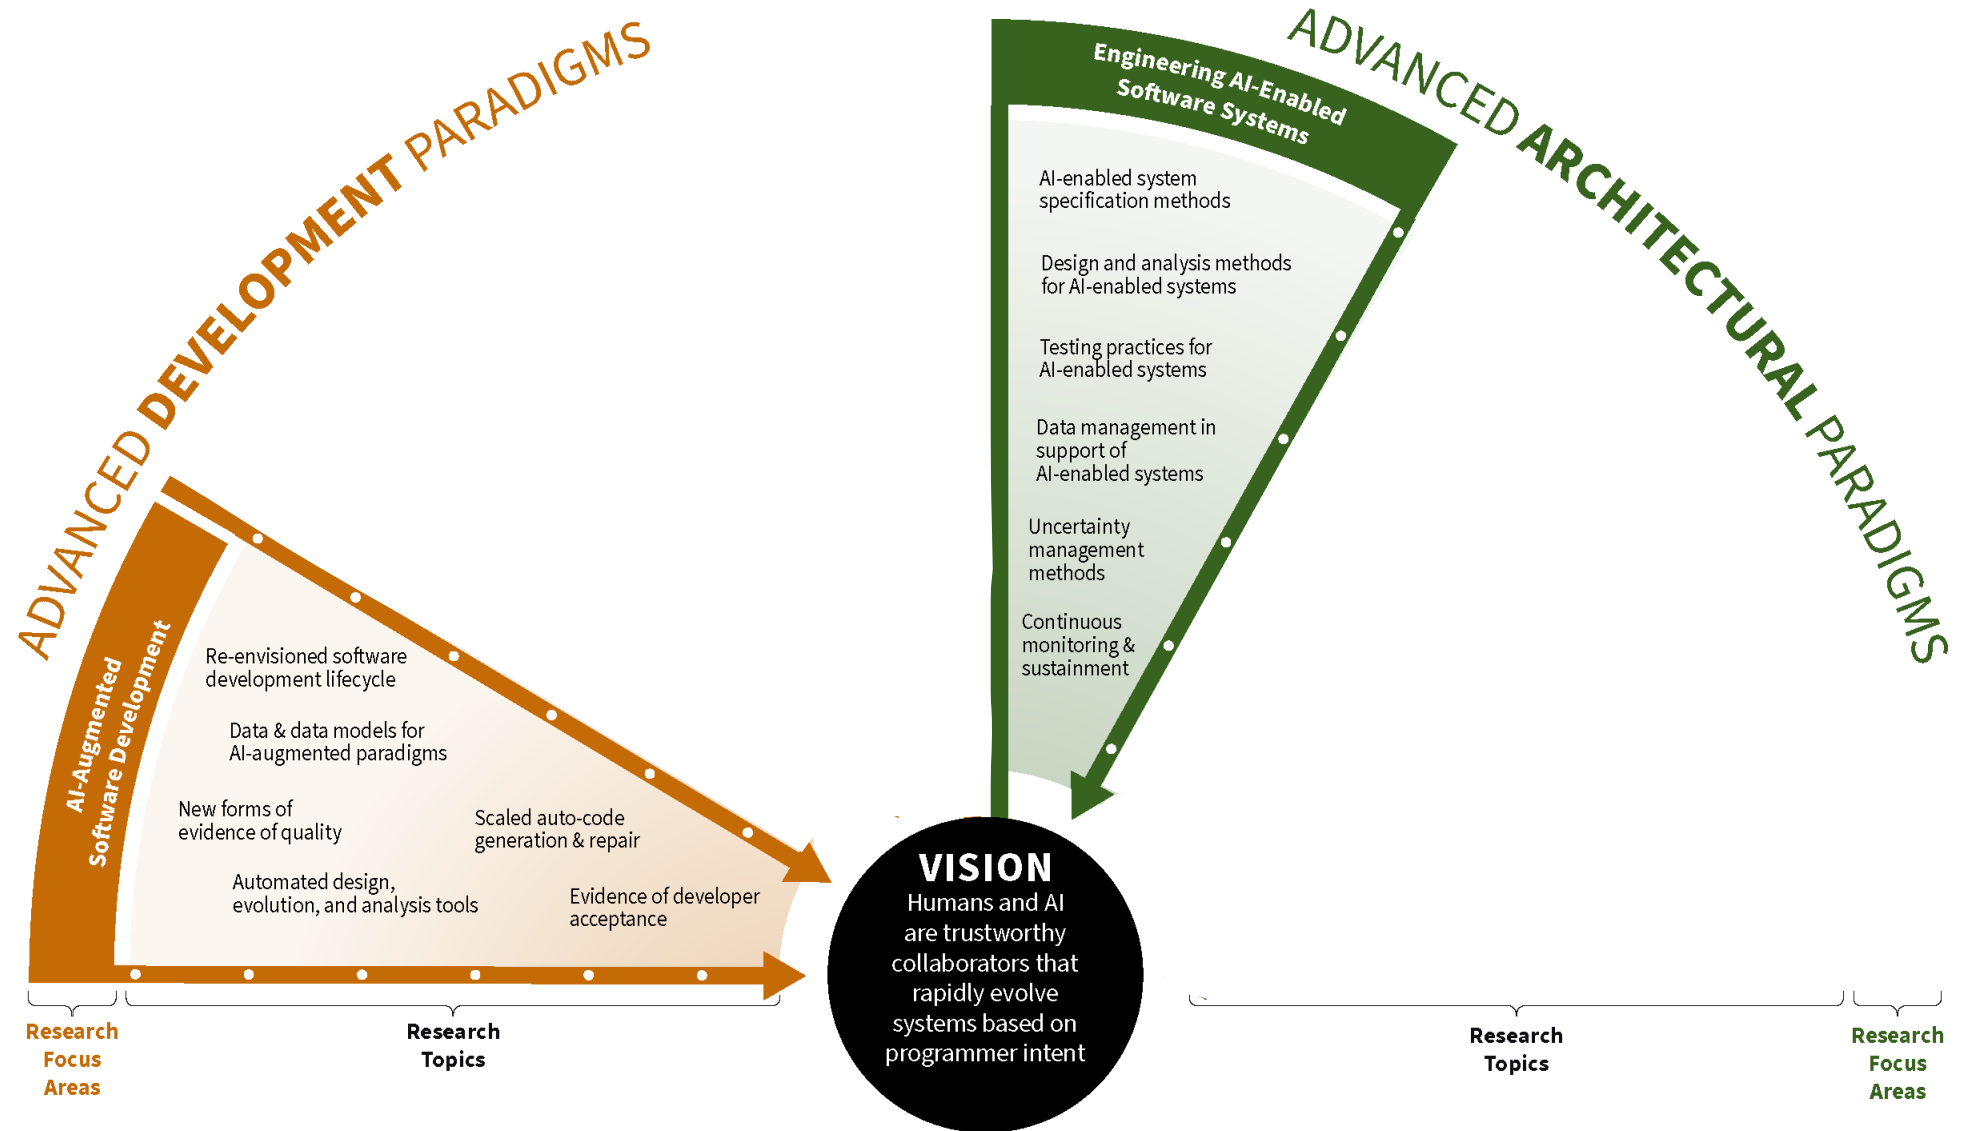 ADVANCED DEVELOPMENT PARADIGMS
ADVANCED ARCHITECTURAL PARADIGMS
Engineering AI-Enabled
Software Systems
AI-enabled system
specification methods
Design and analysis methods
for AI-enabled systems
Testing practices for
AI-enabled systems
Data management in
support of
AI-enabled systems
Uncertainty
management
methods
Continuous
monitoring &
sustainment
AI-Augmented
Software Development
Re-envisioned software
development lifecycle
Data & data models for
AI-augmented paradigms
New forms of
evidence of quality
Automated design,
evolution, and analysis tools
Scaled auto-code
generation & repair
Evidence of developer
acceptance
VISION
Humans and AI
are trustworthy
collaborators that
rapidly evolve
systems based on
programmer intent
Research
Focus
Areas
Research
Topics
Research
Topics
Research
Focus
Areas